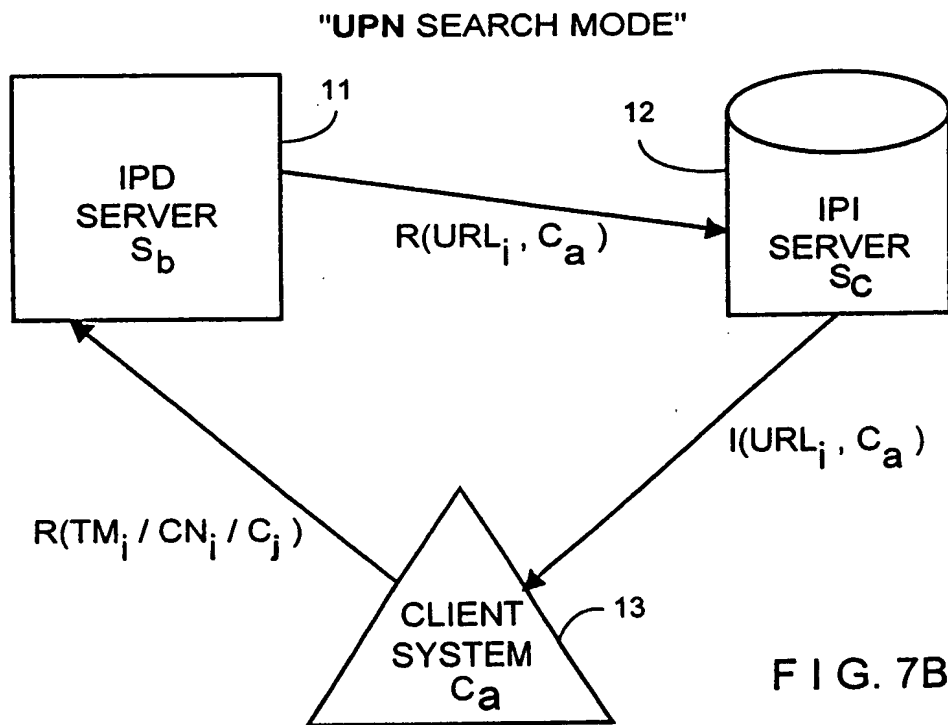 "UPN SEARCH MODE"
11
12
IPD
SERVER
Sb
R(URLi , Ca )
IPI
SERVER
Sc
I(URLi , Ca )
R(TMi / CNi / Cj )
CLIENT
SYSTEM
Ca
13
F I G. 7B